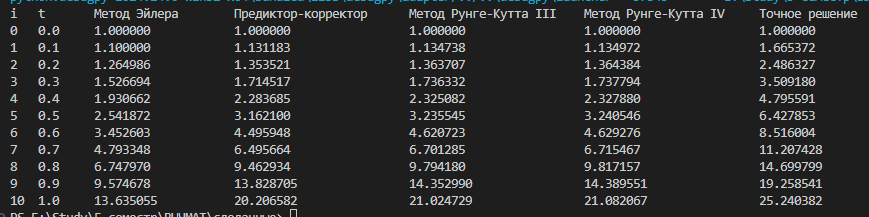 i t Метод Эйлера Предиктор-корректор Метод Рунге-Кутта III Метод Рунге-Кутта IV Точное решение
0 0.0 1.000000 1.000000 1.000000 1.000000 1.000000
1 0.1 1.100000 1.131183 1.134738 1.134972 1.665372
2 0.2 1.264986 1.353521 1.363707 1.364384 2.486327
3 0.3 1.526694 1.714517 1.736332 1.737794 3.509180
4 0.4 1.930662 2.283685 2.325082 2.327880 4.795591
5 0.5 2.541872 3.162100 3.235545 3.240546 6.427853
6 0.6 3.452603 4.495948 4.620723 4.629276 8.516004
7 0.7 4.793348 6.495664 6.701285 6.715467 11.207428
8 0.8 6.747970 9.462934 9.794180 9.817157 14.699799
9 0.9 9.574678 13.828705 14.352990 14.389551 19.258541
10 1.0 13.635055 20.206582 21.024729 21.082067 25.240382